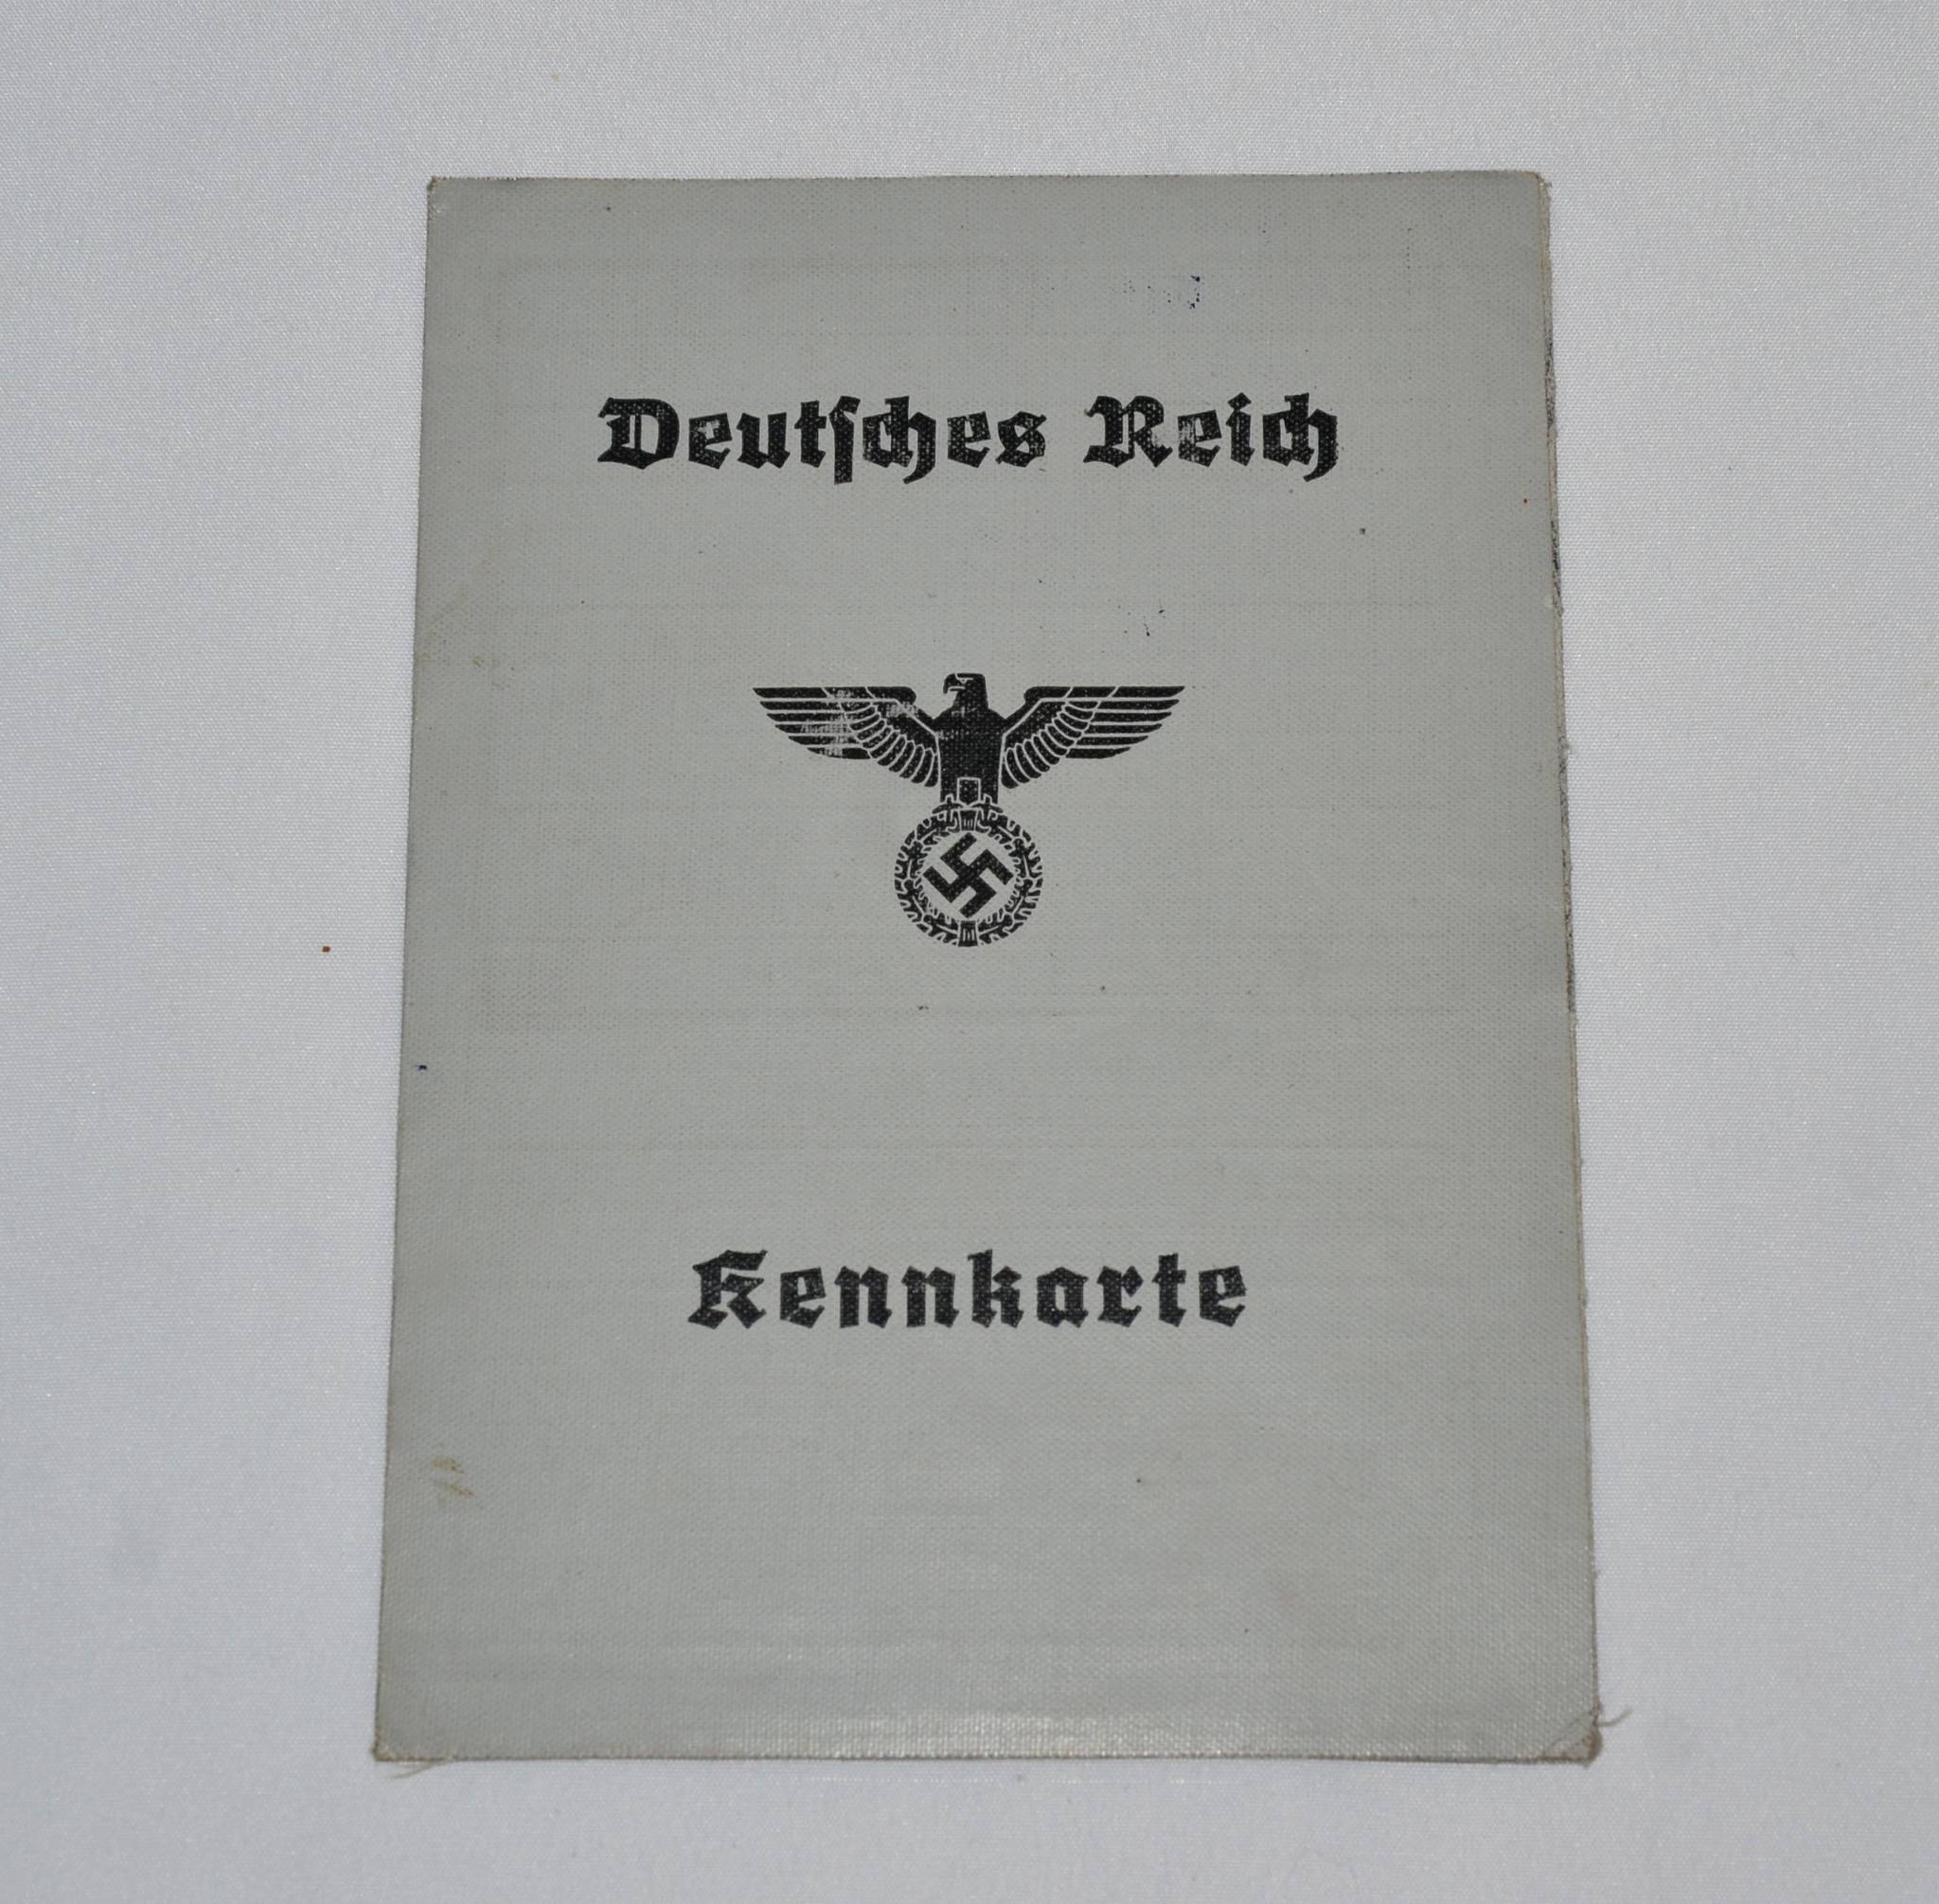 Deutſches Reich
Kennkarte